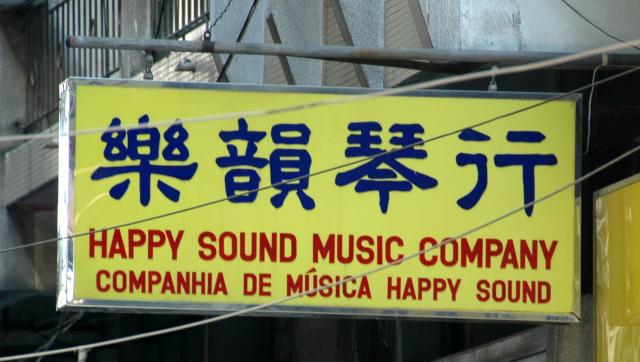 樂韻琴行
HAPPY SOUND MUSIC COMPANY
COMPANHIA DE MÚSICA HAPPY SOUND